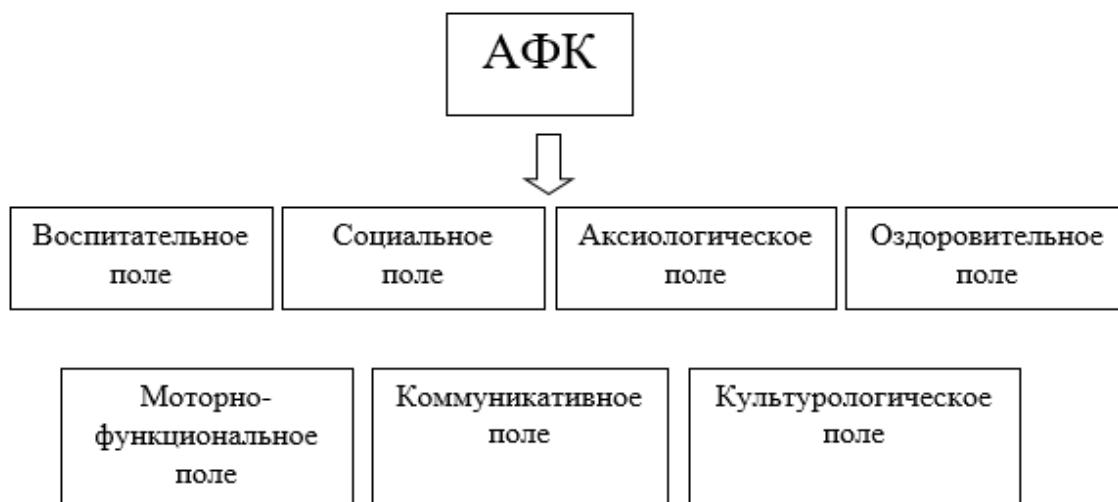 АФК
Воспитательное
поле
Социальное
поле
Аксиологическое
поле
Оздоровительное
поле
Моторно-
функциональное
поле
Коммуникативное
поле
Культурологическое
поле